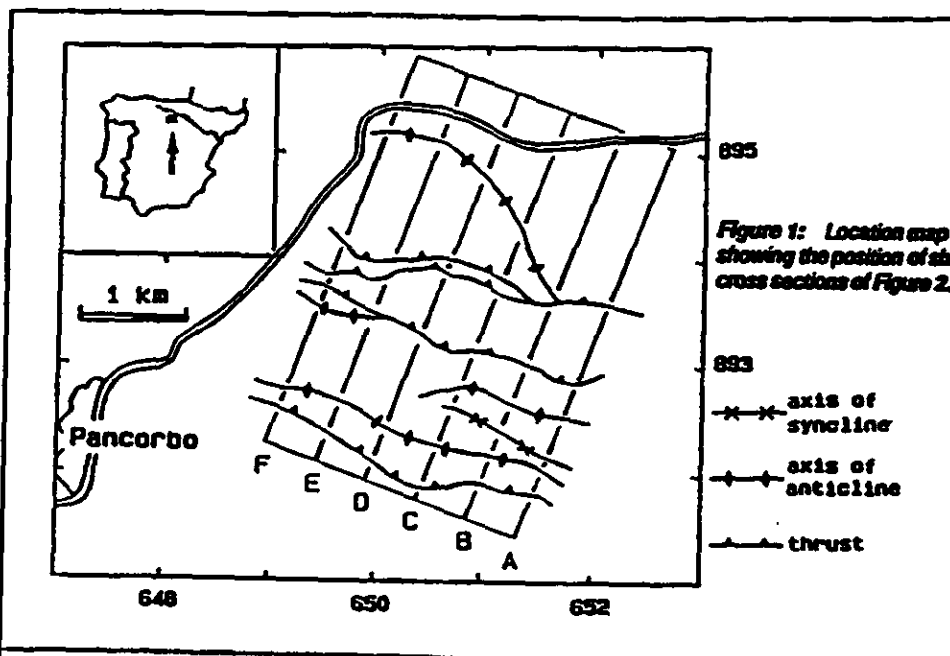 895
Figure 1: Location map
showing the position of six
cross sections of Figure 2.
1 km
893
axis of
syncline
Pancorbo
axis of
anticline
F
E
D
C
B
A
thrust
648
650
652